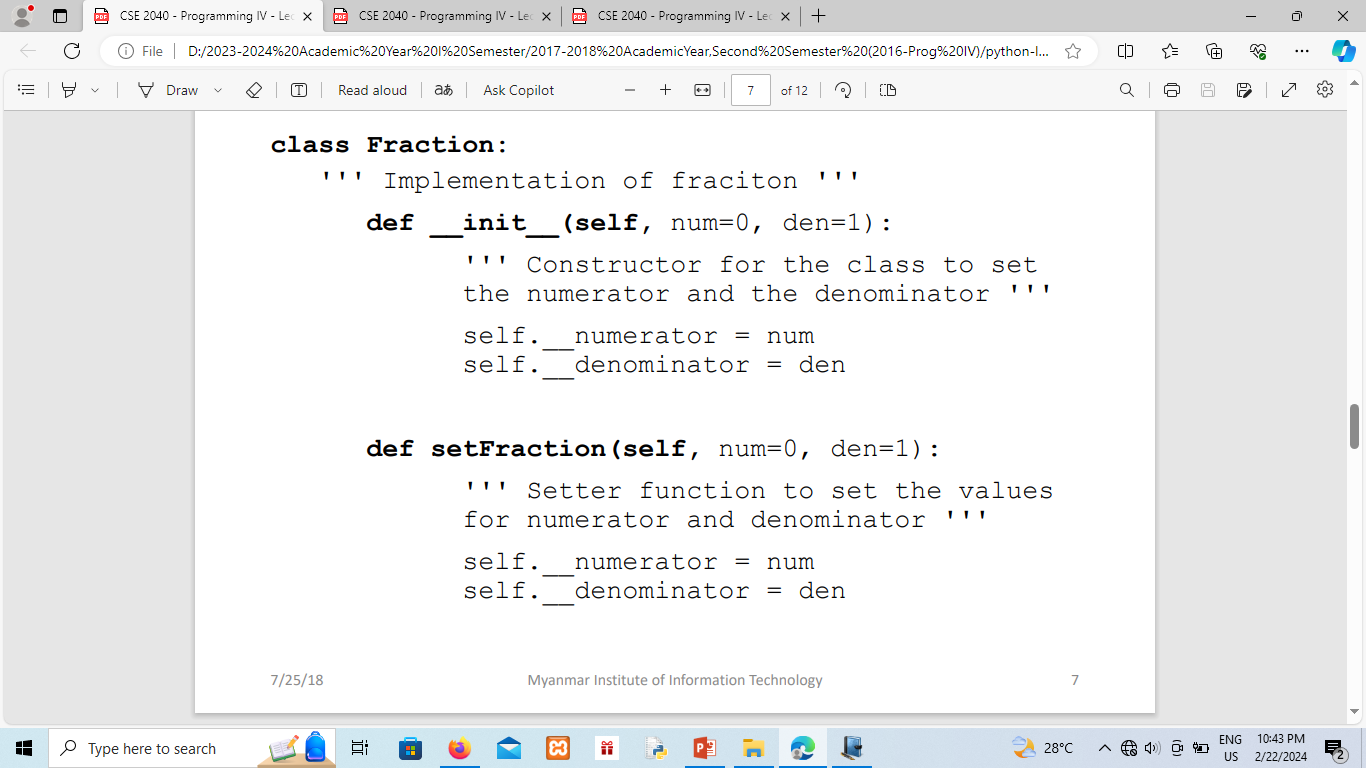 CSE 2040 - Programming IV - Lec
CSE 2040 - Programming IV - Lec
CSE 2040 - Programming IV - Lec
File
D:/2023-2024%20Academic%20Year%20I%20Semester/2017-2018%20AcademicYear,Second%20Semester%20(2016-Prog%20IV)/python-l...
Draw
Read aloud
aあ
Ask Copilot
7 of 12
class Fraction:
''' Implementation of fraciton '''
def __init__(self, num=0, den=1):
''' Constructor for the class to set
the numerator and the denominator '''
self.__numerator = num
self.__denominator = den
def setFraction(self, num=0, den=1):
''' Setter function to set the values
for numerator and denominator '''
self.__numerator = num
self.__denominator = den
7/25/18 Myanmar Institute of Information Technology 7
Type here to search
28°C
ENG
US
10:43 PM
2/22/2024
2